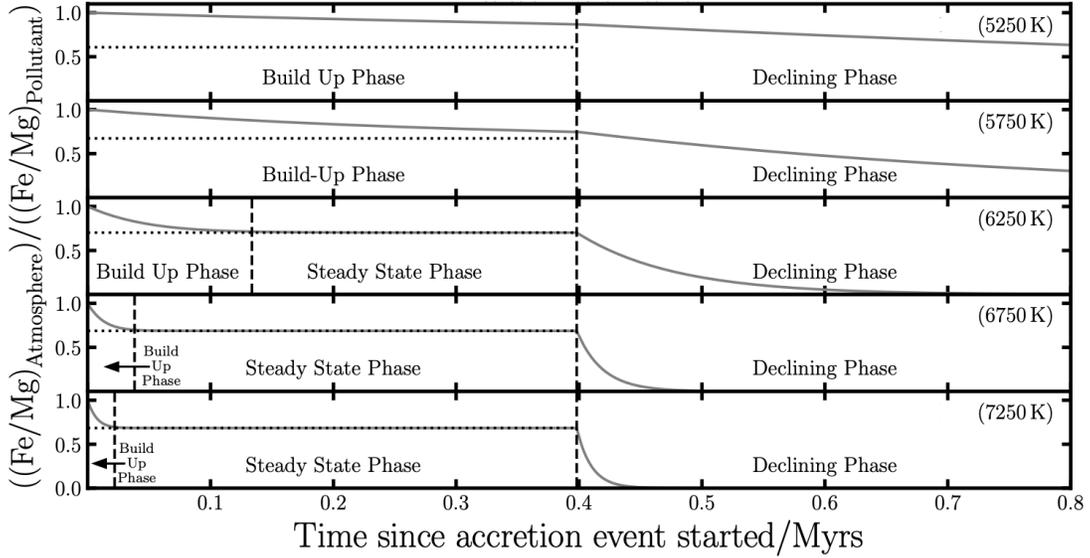 ((Fe/Mg)Atmosphere)/((Fe/Mg)Pollutant)
1.0
(5250 K)
0.5
Build Up Phase
Declining Phase
1.0
(5750 K)
0.5
Build-Up Phase
Declining Phase
1.0
(6250 K)
0.5
Build Up Phase
Steady State Phase
Declining Phase
1.0
(6750 K)
0.5
Build
Up
Phase
Steady State Phase
Declining Phase
1.0
(7250 K)
0.5
Build
Up
Phase
Steady State Phase
Declining Phase
0.0
0.1 0.2 0.3 0.4 0.5 0.6 0.7 0.8
Time since accretion event started/Myrs